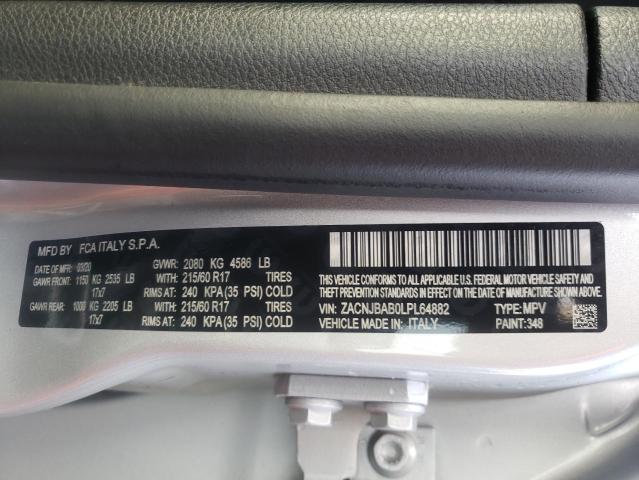 MFD BY FCA ITALY S.P.A.
DATE OF MFR: 03/20 GVWR: 2080 KG 4586 LB
GAWR FRONT: 1150 KG 2535 LB WITH: 215/60 R17 TIRES
17x7 RIMS AT: 240 KPA (35 PSI) COLD
GAWR REAR: 1000 KG 2205 LB WITH: 215/60 R17 TIRES
17x7 RIMS AT: 240 KPA (35 PSI) COLD
THIS VEHICLE CONFORMS TO ALL APPLICABLE U.S. FEDERAL MOTOR VEHICLE SAFETY
AND THEFT PREVENTION STANDARDS IN EFFECT ON THE DATE OF MANUFACTURE SHOWN ABOVE.
VIN: ZACNJBAB0LPL64882 TYPE: MPV
VEHICLE MADE IN: ITALY PAINT: 348